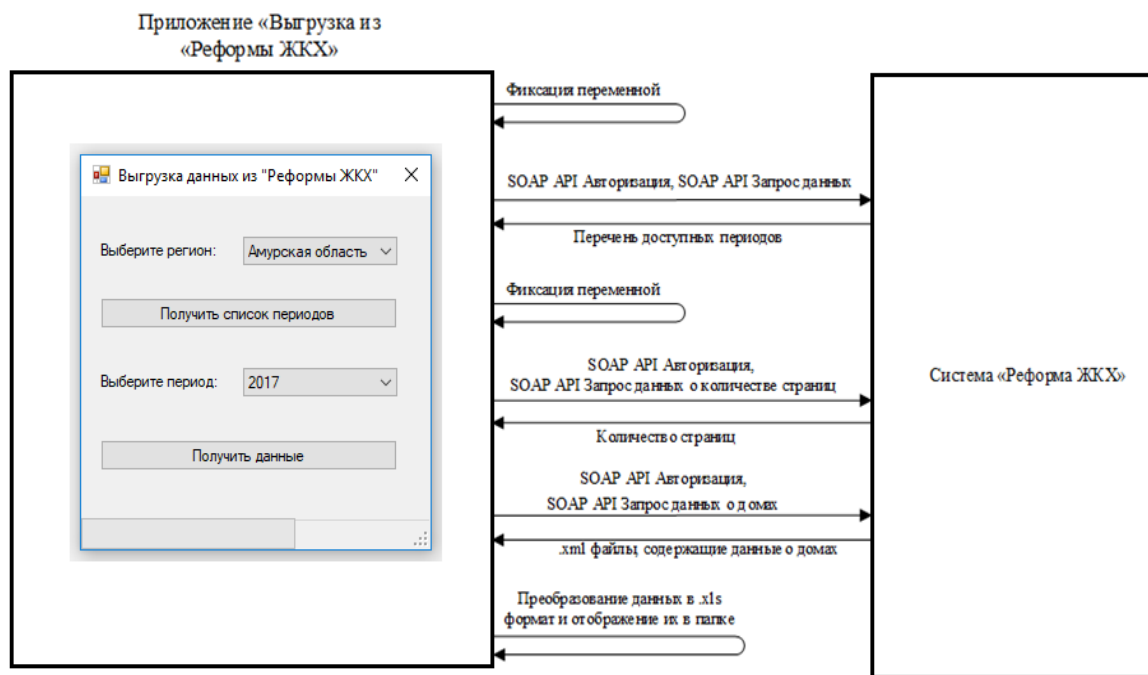 Приложение «Выгрузка из
«Реформы ЖКХ»
Выгрузка данных из "Реформы ЖКХ"
Выберите регион:
Амурская область
Получить список периодов
Выберите период:
2017
Получить данные
Фиксация переменной
SOAP API Авторизация, SOAP API Запрос данных
Перечень доступных периодов
Фиксация переменной
SOAP API Авторизация,
SOAP API Запрос данных о количестве страниц
Количество страниц
SOAP API Авторизация,
SOAP API Запрос данных о домах
.xml файлы, содержащие данные о домах
Преобразование данных в .xls
формат и отображение их в папке
Система «Реформа ЖКХ»